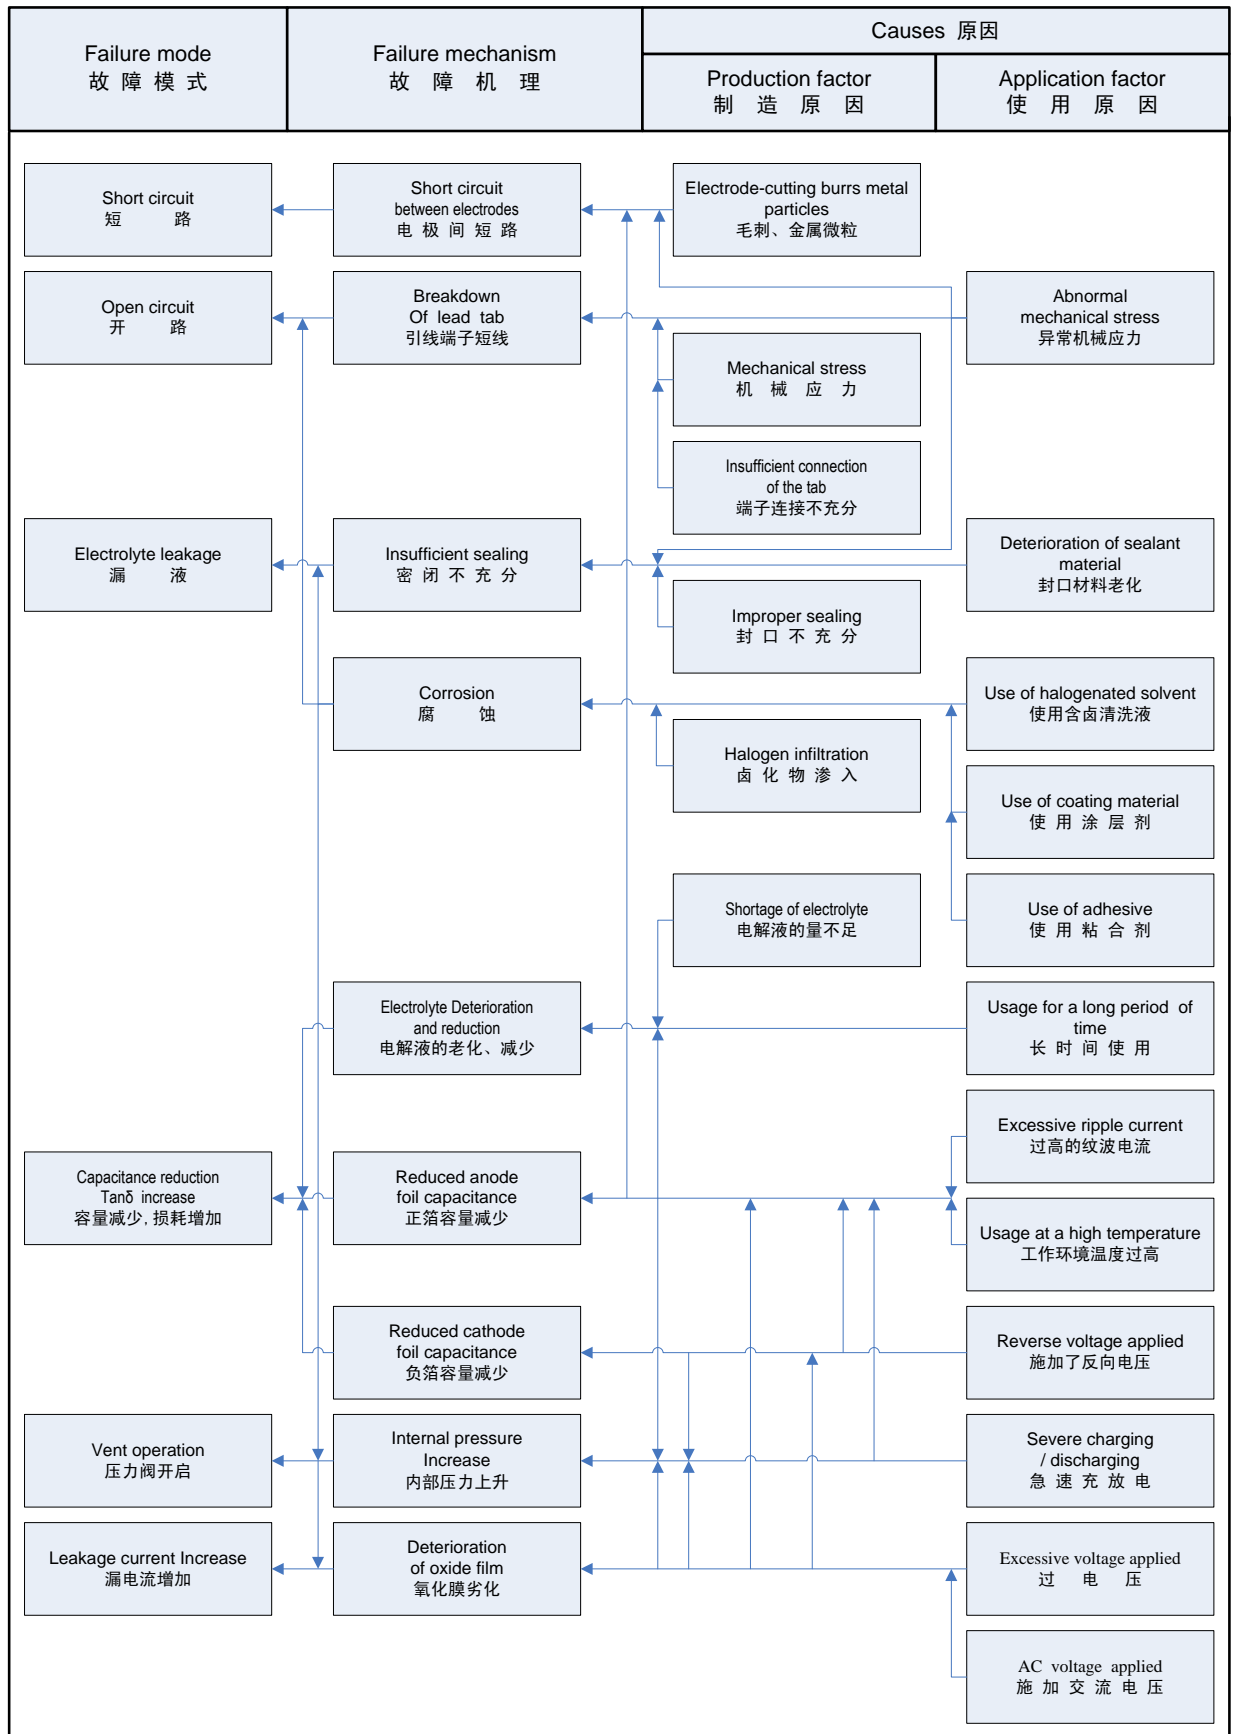 Failure mode
故 障 模 式
Failure mechanism
故 障 机 理
Causes 原因
Production factor
制 造 原 因
Application factor
使 用 原 因
Short circuit
短 路
Short circuit
between electrodes
电 极 间 短 路
Electrode-cutting burrs metal
particles
毛刺、金属微粒
Open circuit
开 路
Breakdown
Of lead tab
引线端子短线
Abnormal
mechanical stress
异常机械应力
Mechanical stress
机 械 应 力
Insufficient connection
of the tab
端子连接不充分
Electrolyte leakage
漏 液
Insufficient sealing
密 闭 不 充 分
Deterioration of sealant
material
封口材料老化
Improper sealing
封 口 不 充 分
Corrosion
腐 蚀
Use of halogenated solvent
使用含卤清洗液
Halogen infiltration
卤 化 物 渗 入
Use of coating material
使 用 涂 层 剂
Shortage of electrolyte
电解液的量不足
Use of adhesive
使 用 粘 合 剂
Electrolyte Deterioration
and reduction
电解液的老化、减少
Usage for a long period of
time
长 时 间 使 用
Excessive ripple current
过高的纹波电流
Capacitance reduction
Tanδ increase
容量减少,损耗增加
Reduced anode
foil capacitance
正箔容量减少
Usage at a high temperature
工作环境温度过高
Reduced cathode
foil capacitance
负箔容量减少
Reverse voltage applied
施加了反向电压
Vent operation
压力阀开启
Internal pressure
Increase
内部压力上升
Severe charging
/ discharging
急 速 充 放 电
Leakage current Increase
漏电流增加
Deterioration
of oxide film
氧化膜劣化
Excessive voltage applied
过 电 压
AC voltage applied
施 加 交 流 电 压